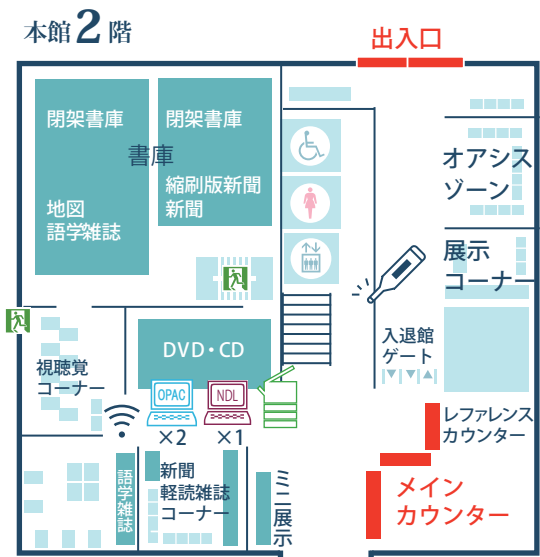 本館2階
出入口
閉架書庫
閉架書庫
書庫
縮刷版新聞
新聞
地図
語学雑誌
オアシス
ゾーン
展示
コーナー
入退館
ゲート
DVD・CD
視聴覚
コーナー
OPAC
NDL
×2
×1
レファレンス
カウンター
語学雑誌
新聞
軽読雑誌
コーナー
ミニ展示
メイン
カウンター